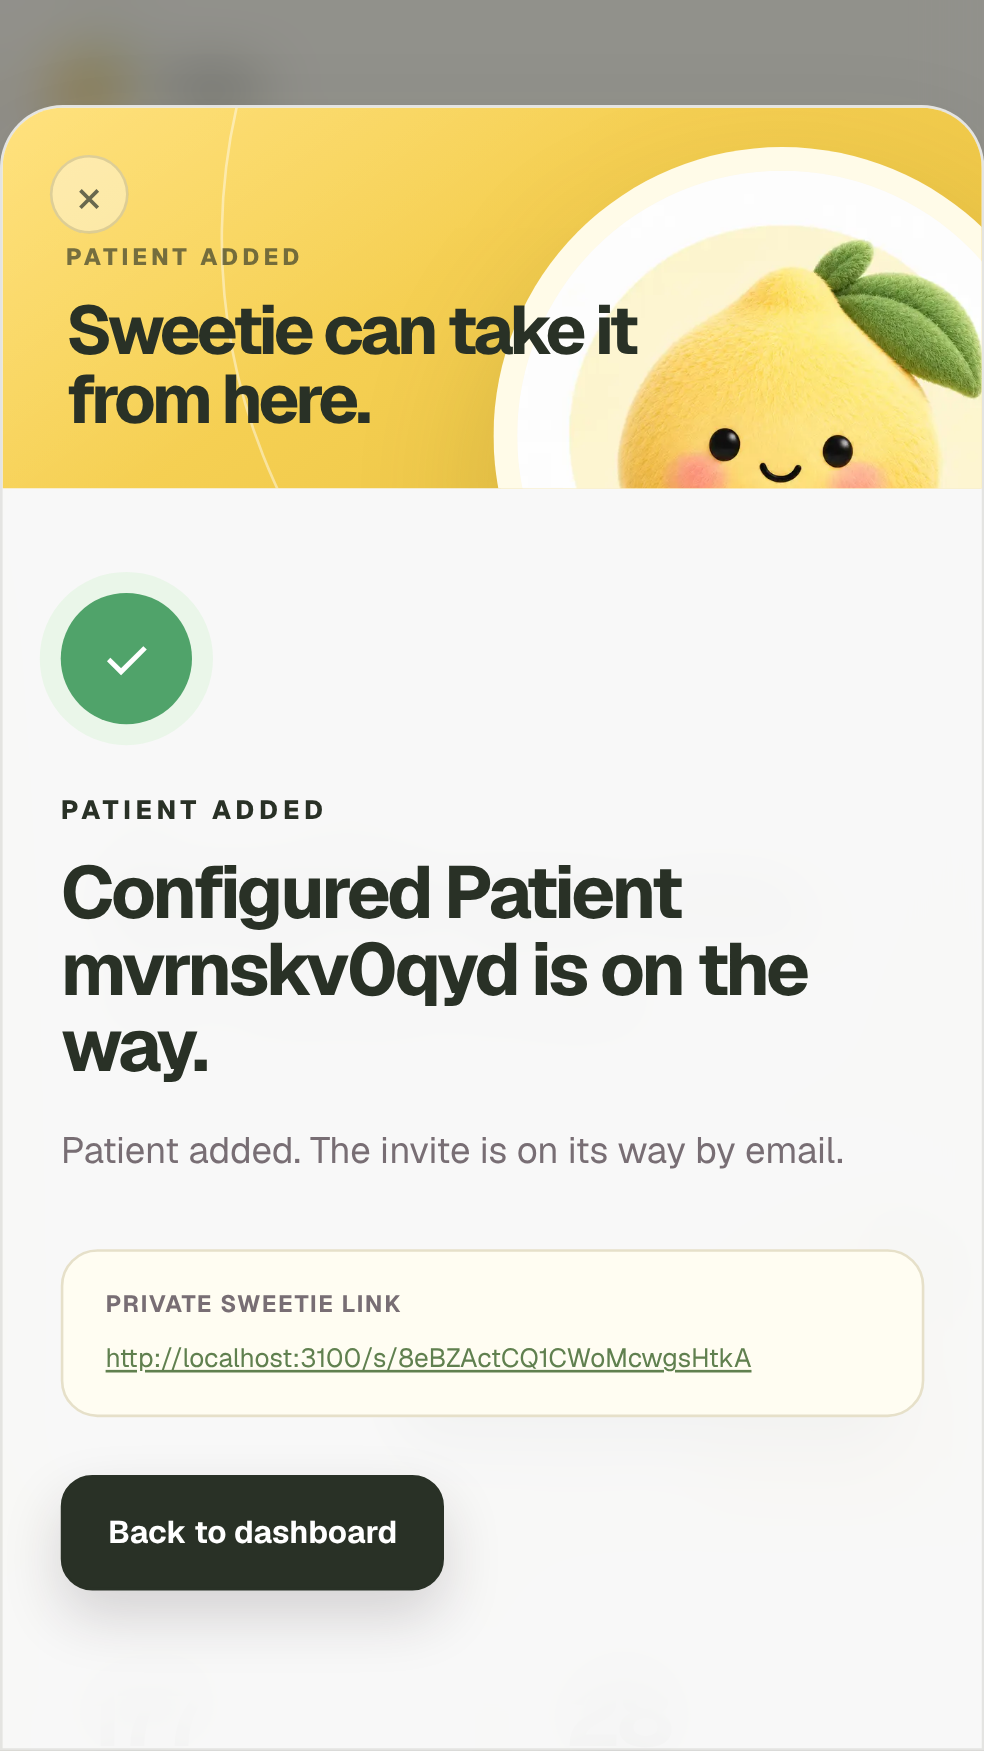 PATIENT ADDED
Sweetie can take it
from here.
PATIENT ADDED
Configured Patient
mvrnskv0qyd is on the
way.
Patient added. The invite is on its way by email.
PRIVATE SWEETIE LINK
http://localhost:3100/s/8eBZActCQ1CWoMcwgsHtkA
Back to dashboard